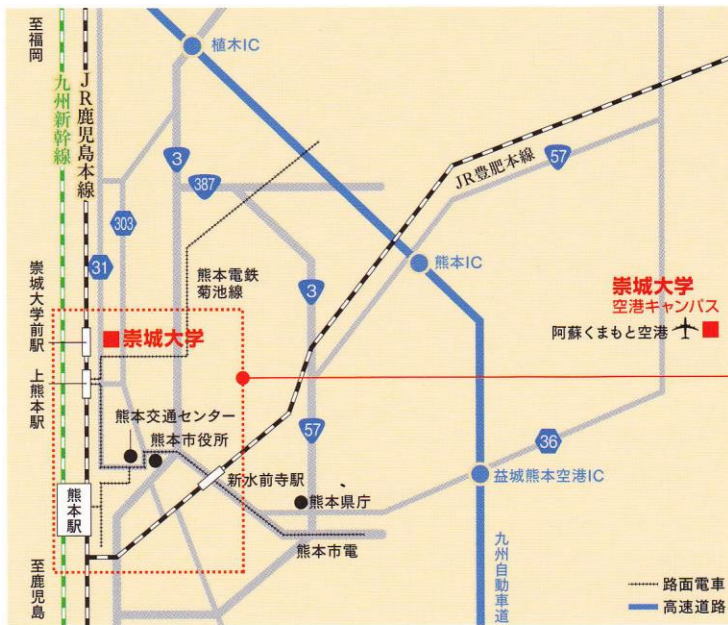 至福岡
九州新幹線
JR鹿児島本線
植木IC
3
387
303
31
熊本電鉄
菊池線
JR豊肥本線
57
熊本IC
3
崇城大学
空港キャンパス
阿蘇くまもと空港
崇城大学前駅
崇城大学
上熊本駅
熊本交通センター
熊本市役所
57
36
新水前寺駅
益城熊本空港IC
熊本駅
熊本県庁
熊本市電
九州自動車道
至鹿児島
路面電車
高速道路